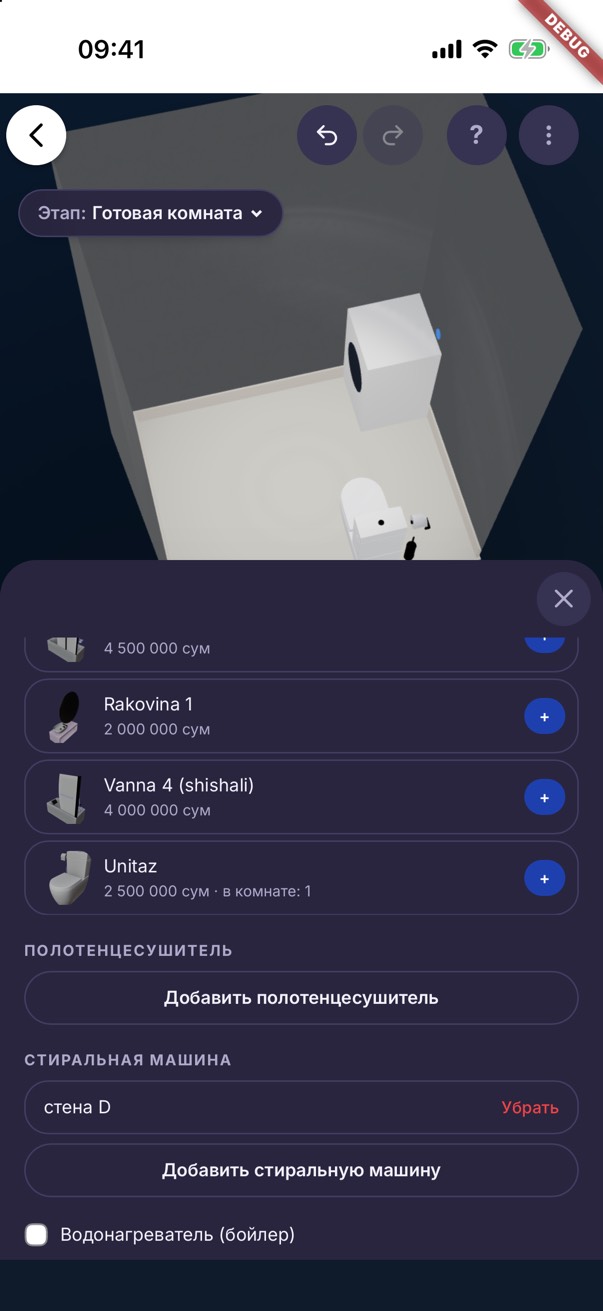 09:41
DEBUG
?
Этап: Готовая комната
4 500 000 сум
+
Rakovina 1
2 000 000 сум
+
Vanna 4 (shishali)
4 000 000 сум
+
Unitaz
2 500 000 сум · в комнате: 1
+
ПОЛОТЕНЦЕСУШИТЕЛЬ
Добавить полотенцесушитель
СТИРАЛЬНАЯ МАШИНА
стена D Убрать
Добавить стиральную машину
Водонагреватель (бойлер)